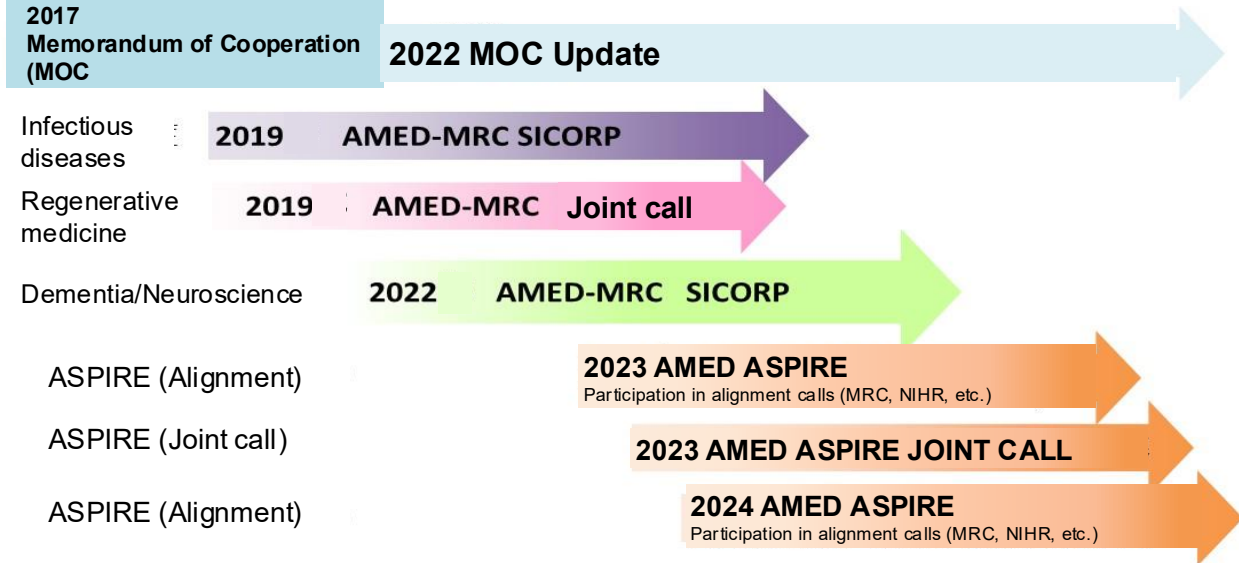 2017
Memorandum of Cooperation
(MOC
2022 MOC Update
Infectious
diseases
2019 AMED-MRC SICORP
Regenerative
medicine
2019 AMED-MRC Joint call
Dementia/Neuroscience
2022 AMED-MRC SICORP
ASPIRE (Alignment)
2023 AMED ASPIRE
Participation in alignment calls (MRC, NIHR, etc.)
ASPIRE (Joint call)
2023 AMED ASPIRE JOINT CALL
ASPIRE (Alignment)
2024 AMED ASPIRE
Participation in alignment calls (MRC, NIHR, etc.)